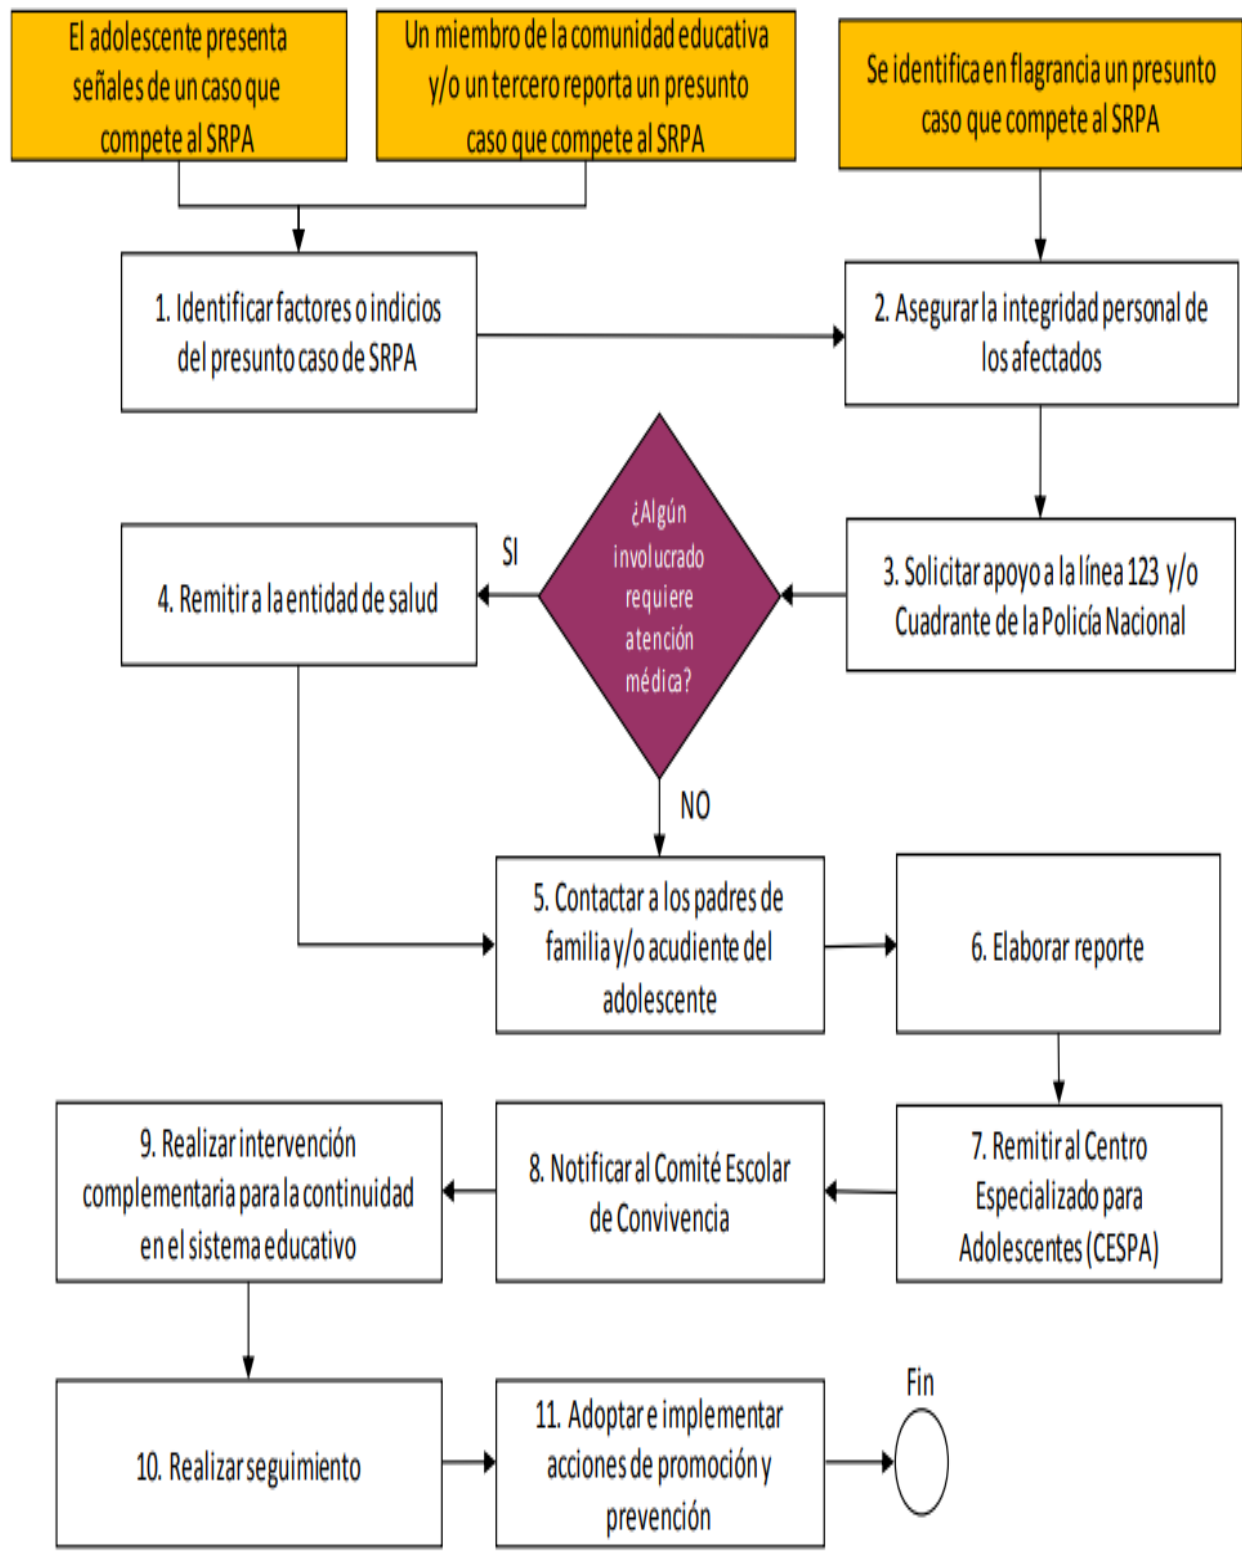 El adolescente presenta
señales de un caso que
compete al SRPA
Un miembro de la comunidad educativa
y/o un tercero reporta un presunto
caso que compete al SRPA
Se identifica en flagrancia un presunto
caso que compete al SRPA
1. Identificar factores o indicios
del presunto caso de SRPA
2. Asegurar la integridad personal de
los afectados
¿Algún
involucrado
requiere
atención
médica?
SI
NO
3. Solicitar apoyo a la línea 123 y/o
Cuadrante de la Policía Nacional
4. Remitir a la entidad de salud
5. Contactar a los padres de
familia y/o acudiente del
adolescente
6. Elaborar reporte
7. Remitir al Centro
Especializado para
Adolescentes (CESPA)
8. Notificar al Comité Escolar
de Convivencia
9. Realizar intervención
complementaria para la continuidad
en el sistema educativo
10. Realizar seguimiento
11. Adoptar e implementar
acciones de promoción y
prevención
Fin